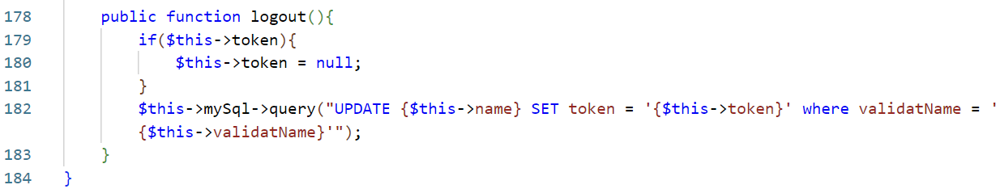 178 public function logout(){
179 if($this->token){
180 $this->token = null;
181 }
182 $this->mySql->query("UPDATE {$this->name} SET token = '{$this->token}' where validatName = '
{$this->validatName}'");
183 }
184 }